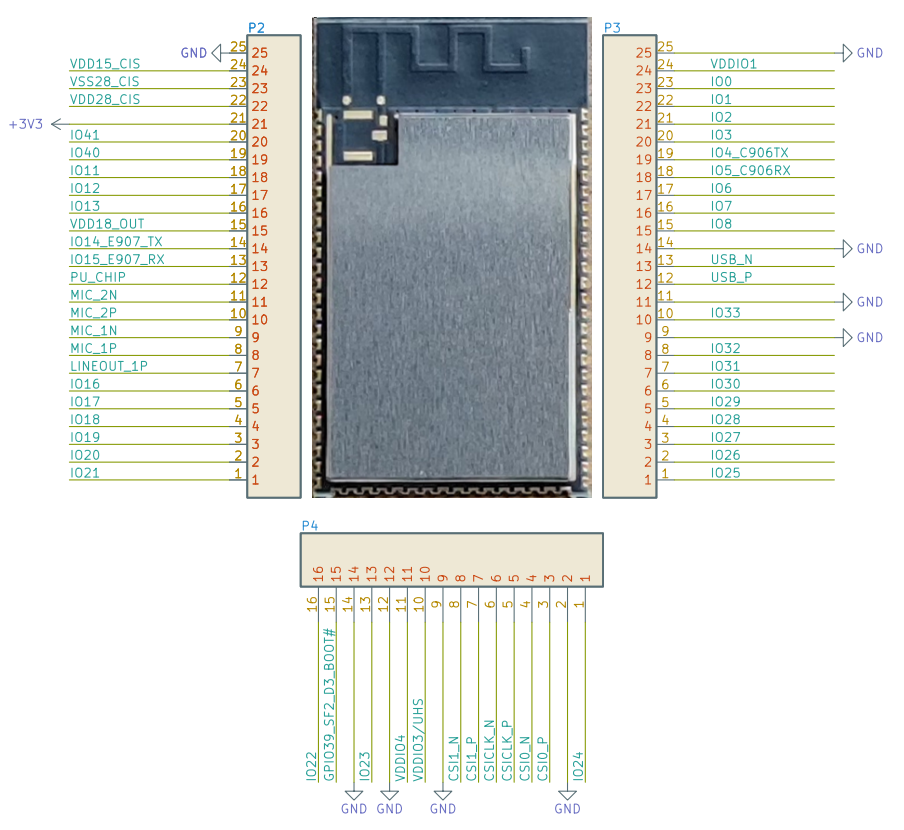 P2
GND 25 25
VDD15_CIS 24 24
VSS28_CIS 23 23
VDD28_CIS 22 22
+3V3 21 21
IO41 20 20
IO40 19 19
IO11 18 18
IO12 17 17
IO13 16 16
VDD18_OUT 15 15
IO14_E907_TX 14 14
IO15_E907_RX 13 13
PU_CHIP 12 12
MIC_2N 11 11
MIC_2P 10 10
MIC_1N 9 9
MIC_1P 8 8
LINEOUT_1P 7 7
IO16 6 6
IO17 5 5
IO18 4 4
IO19 3 3
IO20 2 2
IO21 1 1
P3
25 25 GND
24 24 VDDIO1
23 23 IO0
22 22 IO1
21 21 IO2
20 20 IO3
19 19 IO4_C906TX
18 18 IO5_C906RX
17 17 IO6
16 16 IO7
15 15 IO8
14 14 GND
13 13 USB_N
12 12 USB_P
11 11 GND
10 10 IO33
9 9 GND
8 8 IO32
7 7 IO31
6 6 IO30
5 5 IO29
4 4 IO28
3 3 IO27
2 2 IO26
1 1 IO25
P4
16 16 IO22
15 15 GPIO39_SF2_D3_BOOT#
14 14 GND
13 13 IO23
12 12 GND
11 11 VDDIO4
10 10 VDDIO3/UHS
9 9 GND
8 8 CSI1_N
7 7 CSI1_P
6 6 CSICLK_N
5 5 CSICLK_P
4 4 CSI0_N
3 3 CSI0_P
2 2 GND
1 1 IO24